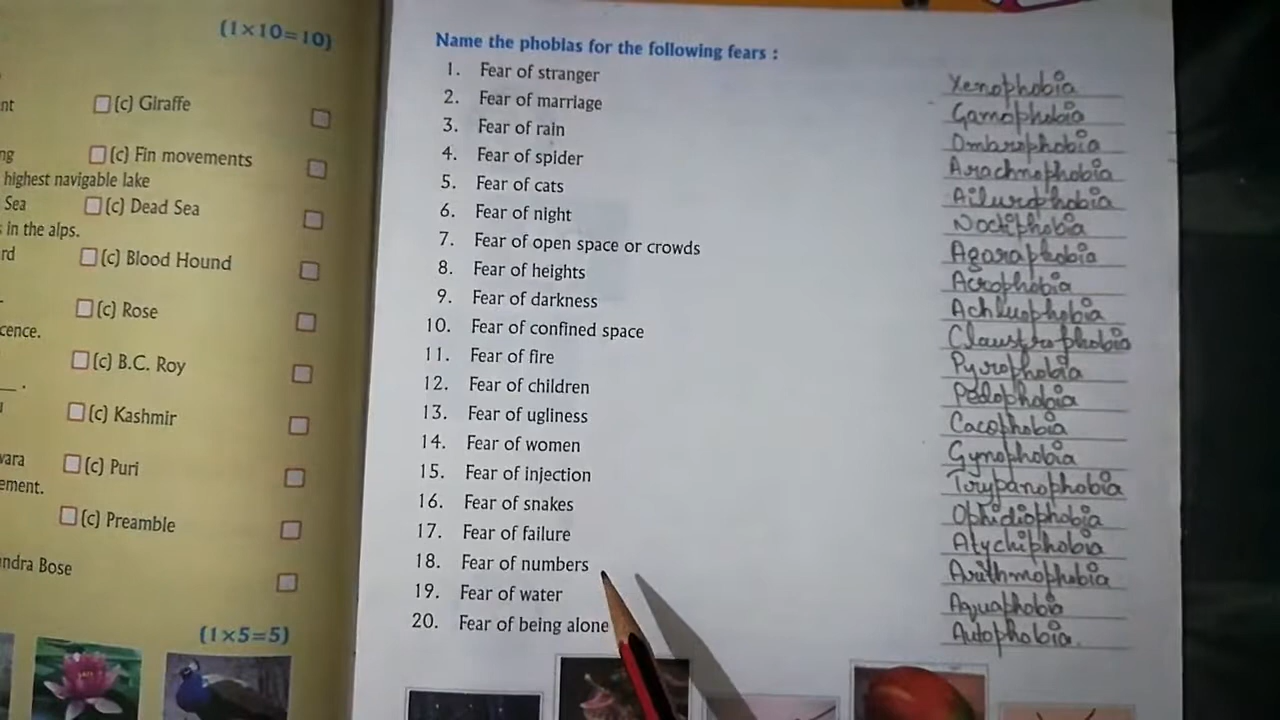 (1×10=10)
nt (c) Giraffe
ng (c) Fin movements
highest navigable lake
Sea (c) Dead Sea
in the alps.
rd (c) Blood Hound
(c) Rose
cence.
(c) B.C. Roy
(c) Kashmir
vara (c) Puri
ement.
(c) Preamble
ndra Bose
(1×5=5)
Name the phobias for the following fears :
1. Fear of stranger Xenophobia
2. Fear of marriage Gamophobia
3. Fear of rain Ombrophobia
4. Fear of spider Arachnophobia
5. Fear of cats Ailurophobia
6. Fear of night Noctiphobia
7. Fear of open space or crowds Agoraphobia
8. Fear of heights Acrophobia
9. Fear of darkness Achluophobia
10. Fear of confined space Claustrophobia
11. Fear of fire Pyrophobia
12. Fear of children Pedophobia
13. Fear of ugliness Cacophobia
14. Fear of women Gynophobia
15. Fear of injection Trypanophobia
16. Fear of snakes Ophidiophobia
17. Fear of failure Atychiphobia
18. Fear of numbers Arithmophobia
19. Fear of water Aquaphobia
20. Fear of being alone Autophobia.